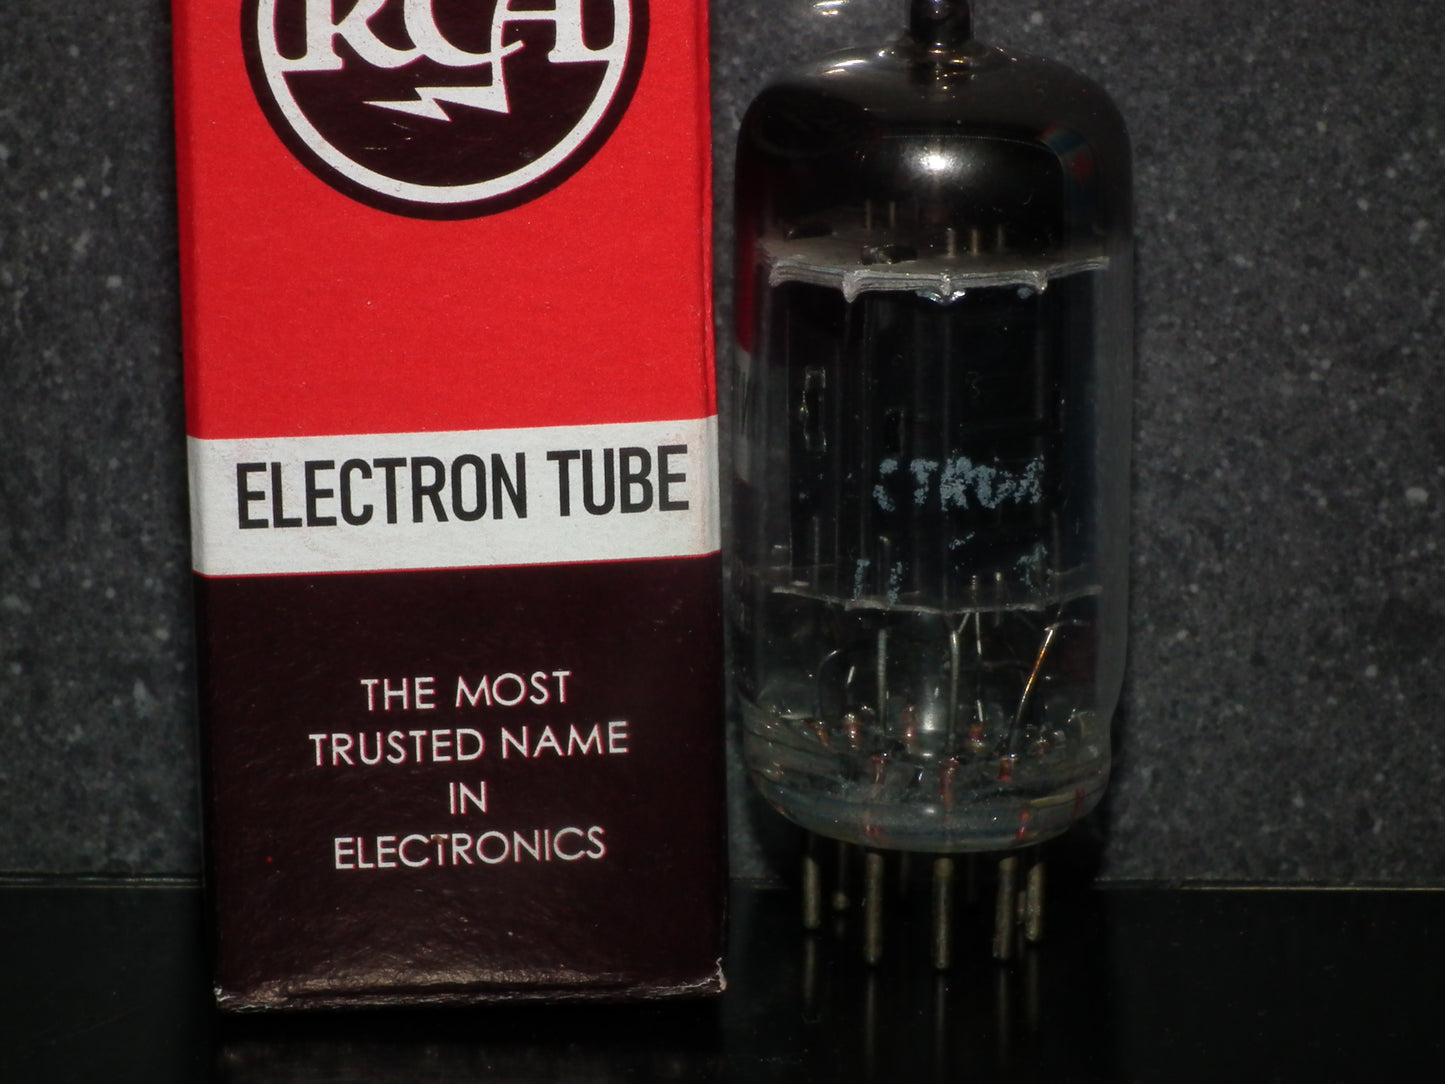 RCA
ELECTRON TUBE
THE MOST
TRUSTED NAME
IN
ELECTRONICS